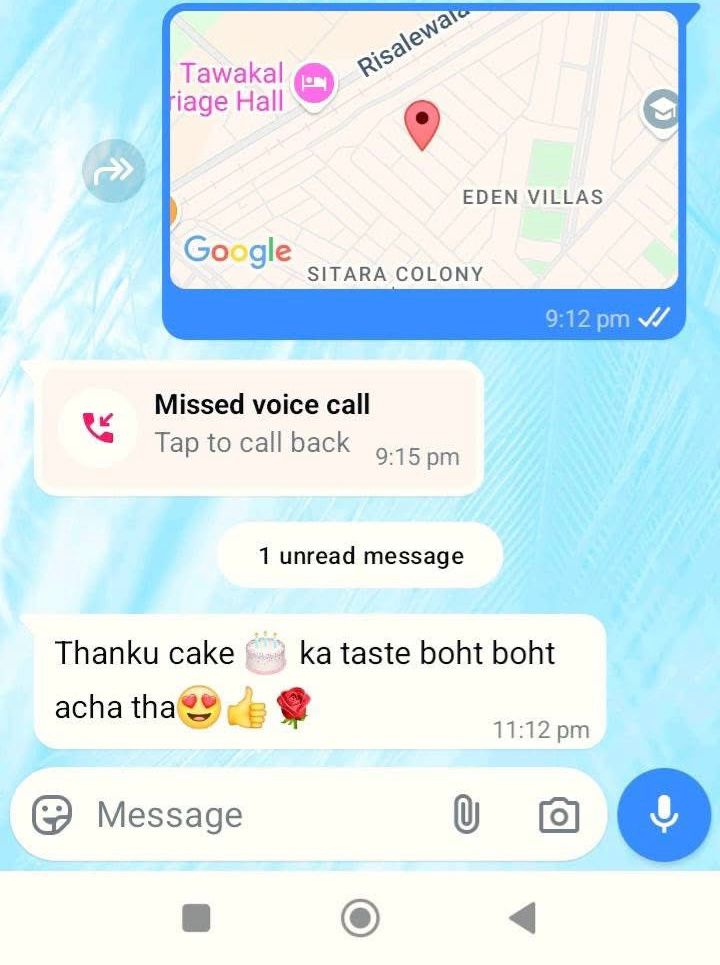 Risalewala
Tawakal
riage Hall
EDEN VILLAS
Google
SITARA COLONY
9:12 pm
Missed voice call
Tap to call back
9:15 pm
1 unread message
Thanku cake 🎂 ka taste boht boht
acha tha😍👍🌹
11:12 pm
Message